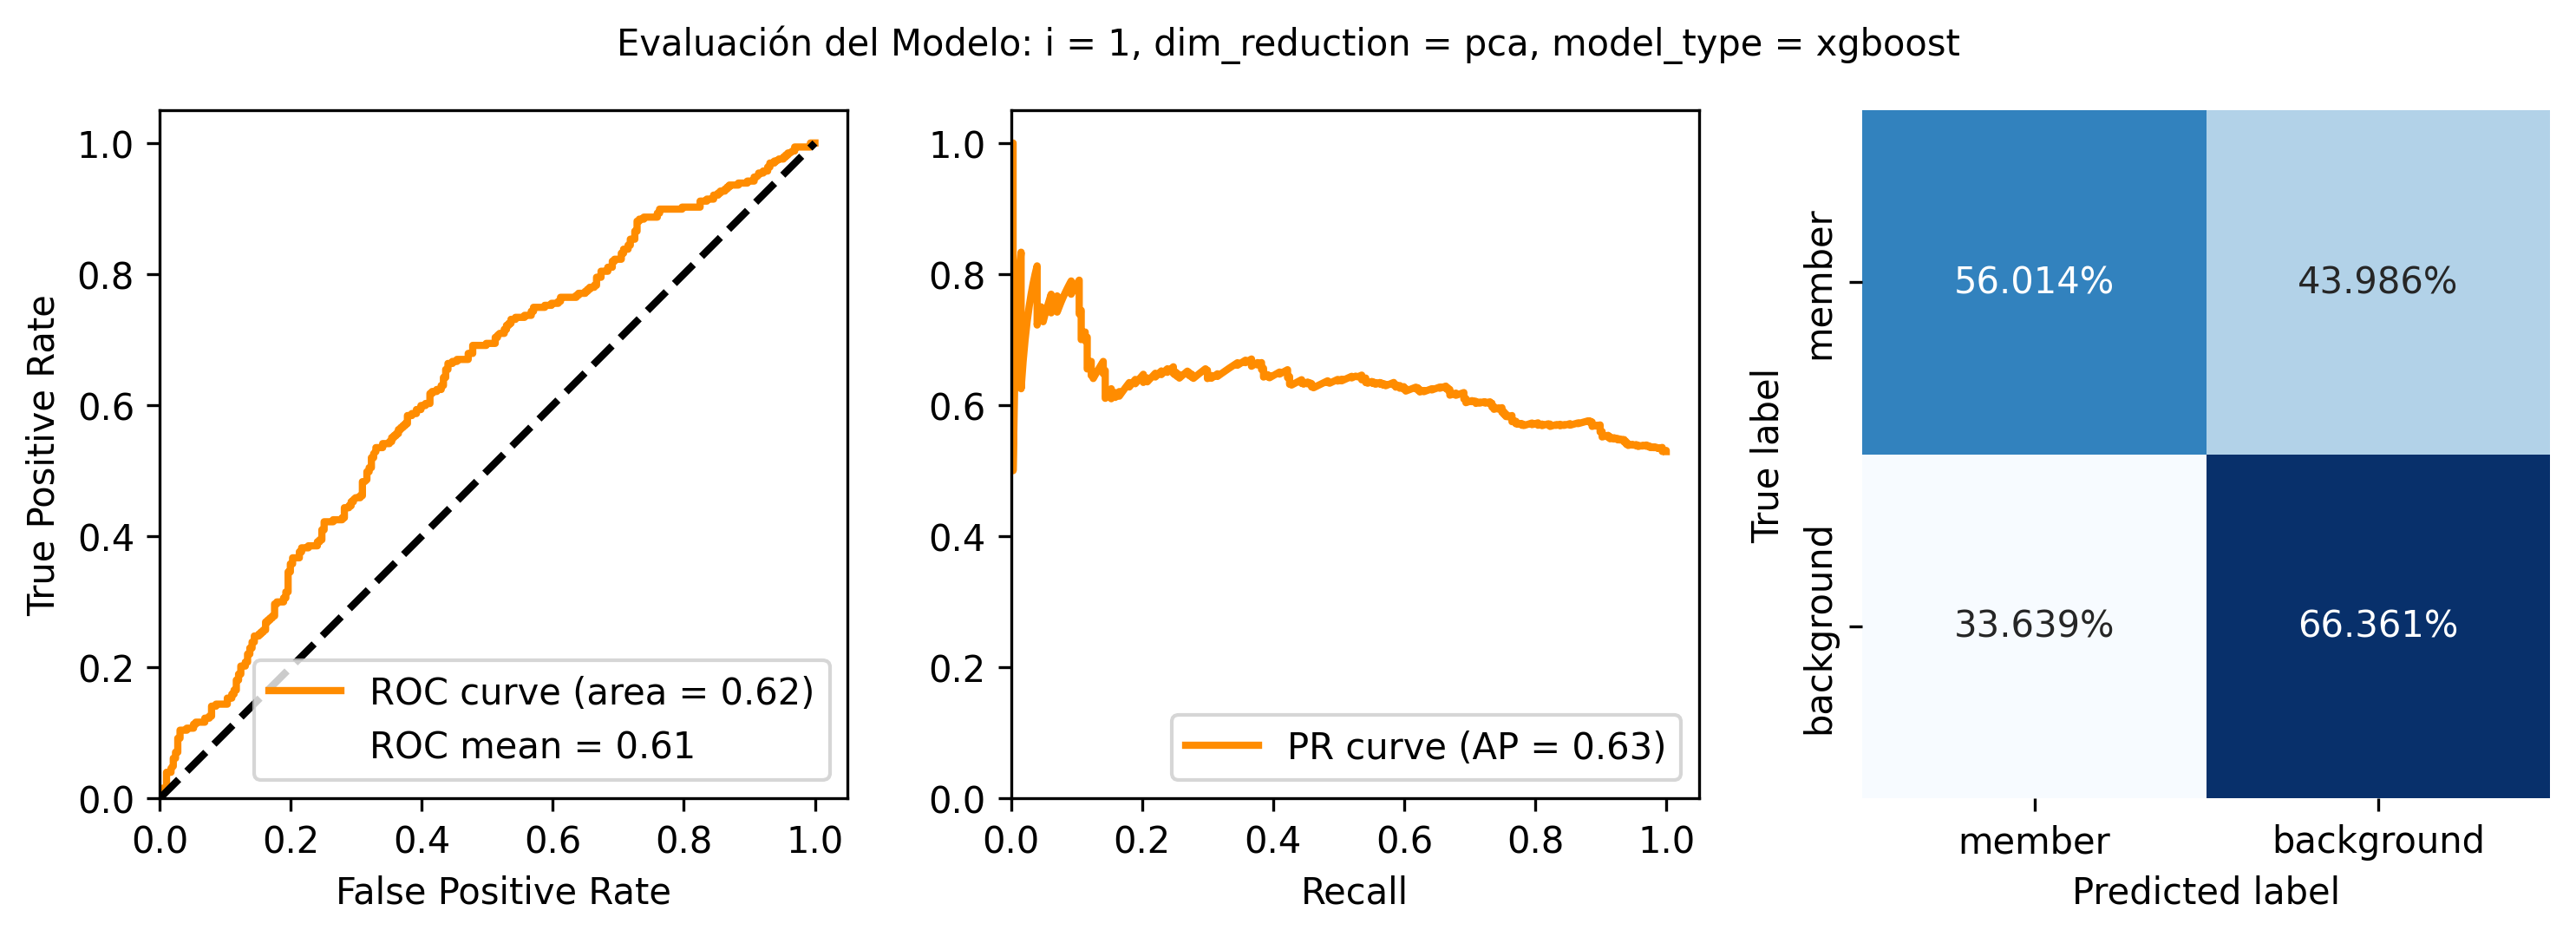 Evaluación del Modelo: i = 1, dim_reduction = pca, model_type = xgboost
True Positive Rate
1.0
0.8
0.6
0.4
0.2
0.0
0.0 0.2 0.4 0.6 0.8 1.0
False Positive Rate
ROC curve (area = 0.62)
ROC mean = 0.61
1.0
0.8
0.6
0.4
0.2
0.0
0.0 0.2 0.4 0.6 0.8 1.0
Recall
PR curve (AP = 0.63)
True label
member
background
56.014% 43.986%
33.639% 66.361%
member background
Predicted label